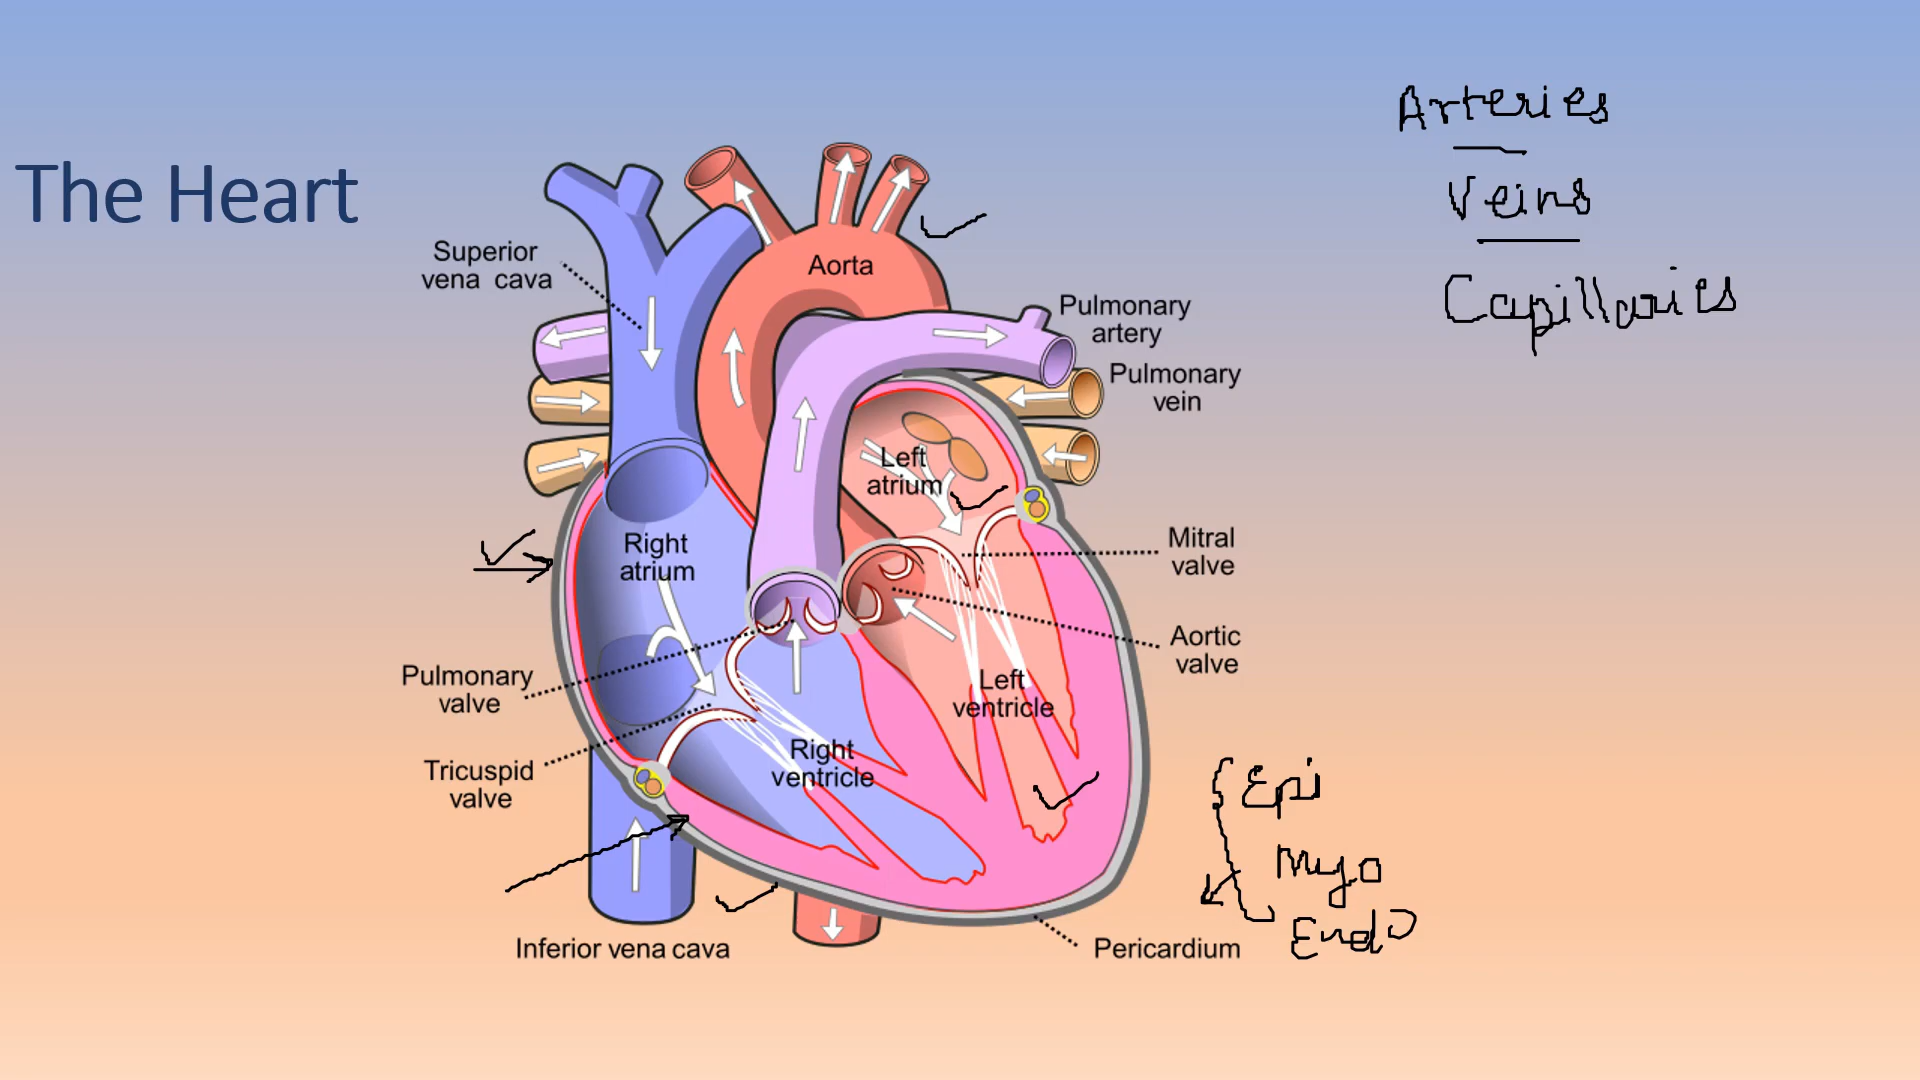 The Heart
Arteries
Veins
Capillaries
Superior
vena cava
Aorta
Pulmonary
artery
Pulmonary
vein
Left
atrium
Right
atrium
Mitral
valve
Aortic
valve
Pulmonary
valve
Left
ventricle
Tricuspid
valve
Right
ventricle
Epi
Myo
Endo
Inferior vena cava
Pericardium